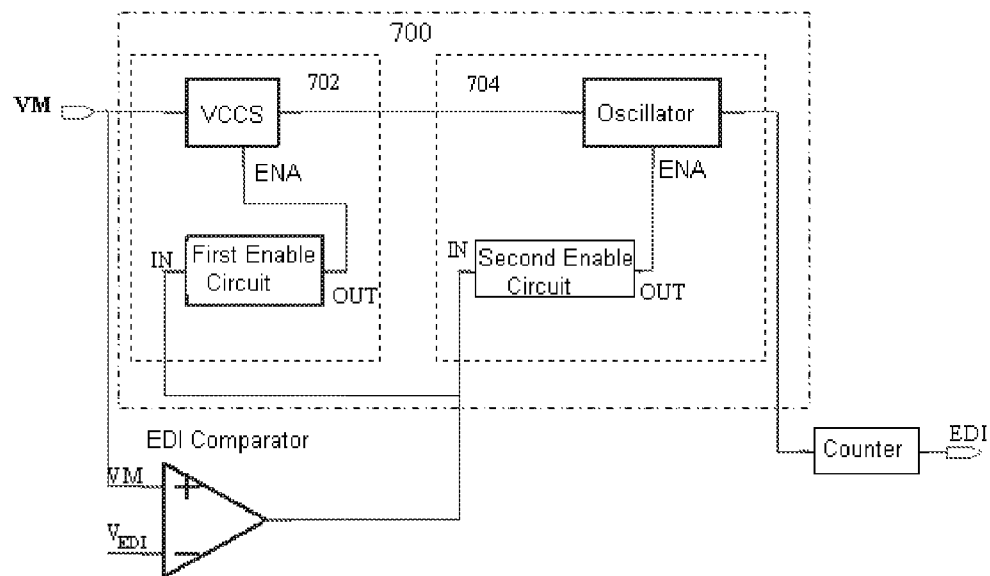 700
702
704
VM
VCCS
Oscillator
ENA
ENA
IN
First Enable
Circuit
OUT
IN
Second Enable
Circuit
OUT
EDI Comparator
VM
VEDI
Counter
EDI